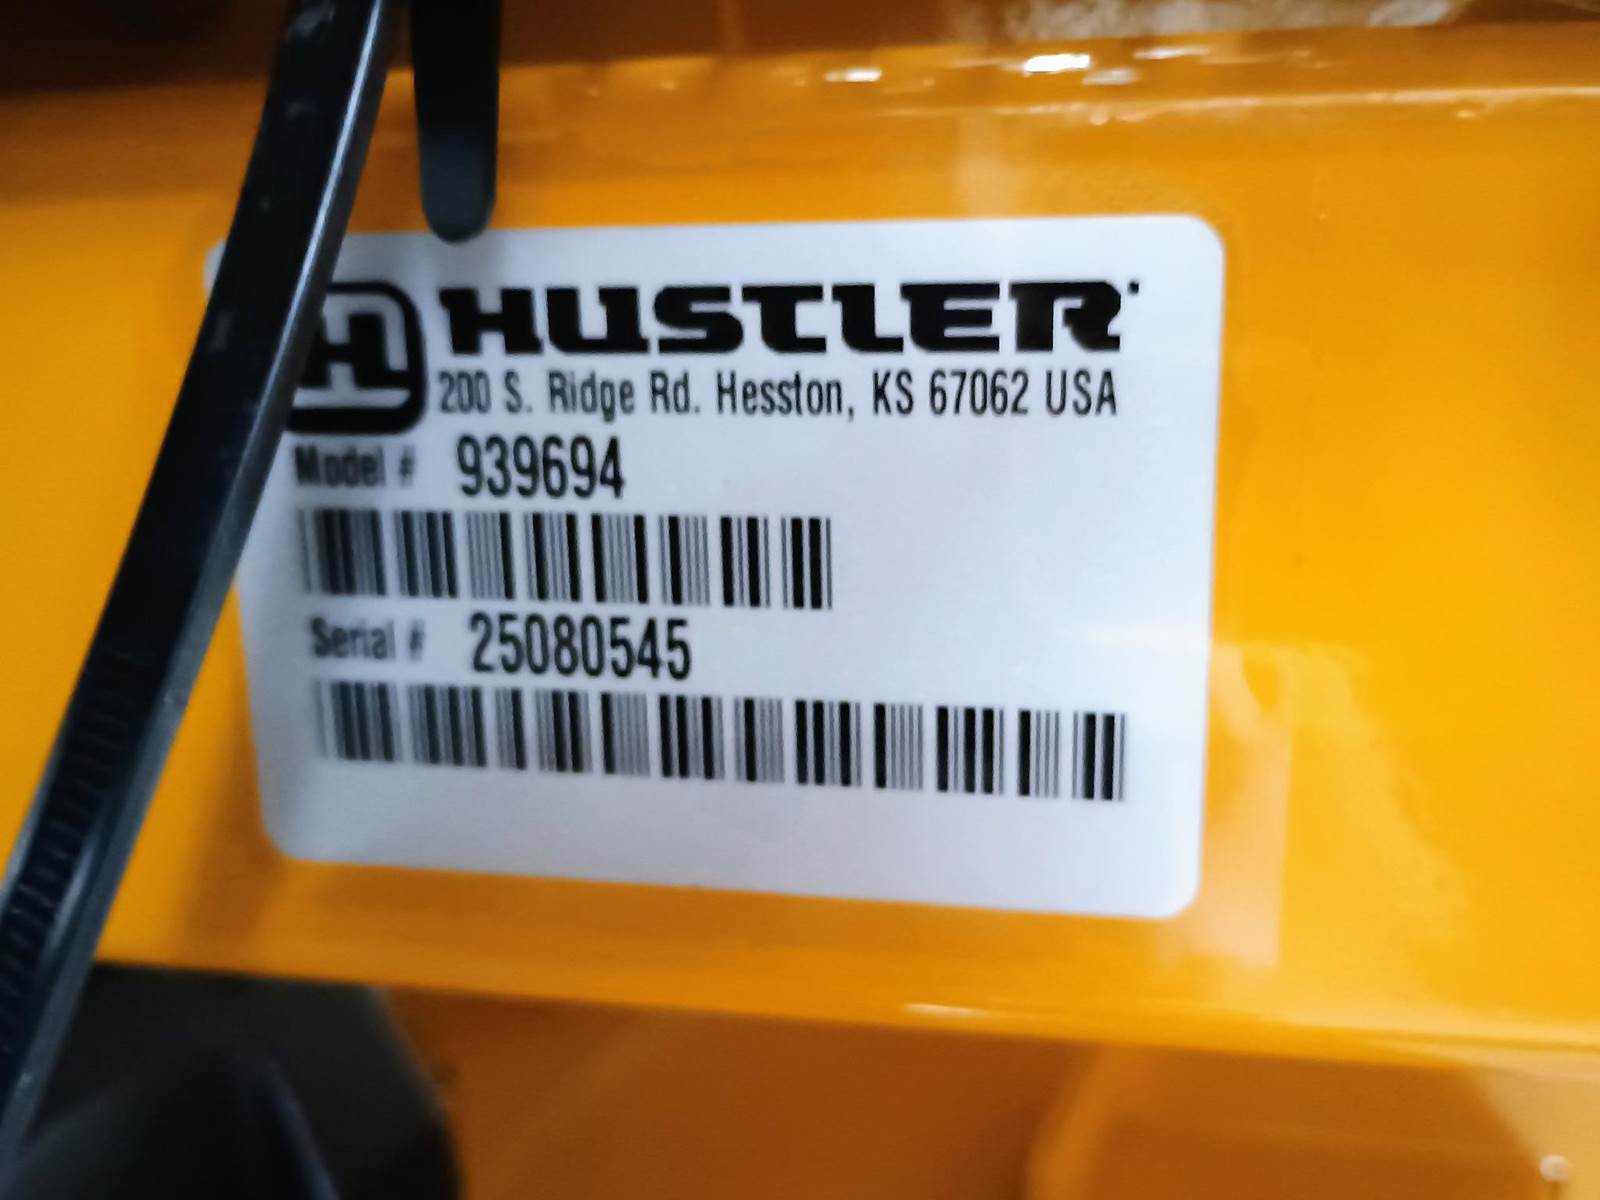 H HUSTLER
200 S. Ridge Rd. Hesston, KS 67062 USA
Model # 939694
Serial # 25080545